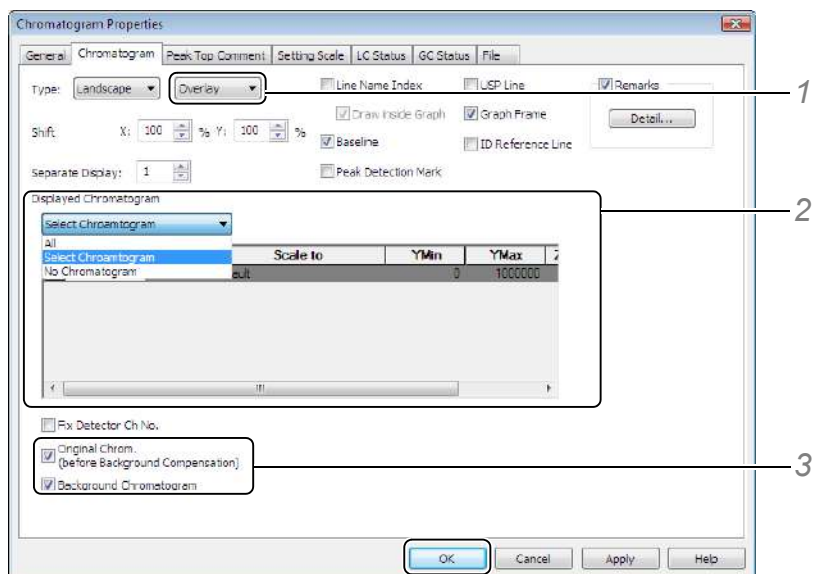 Chromatogram Properties
General Chromatogram Peak Top Comment Setting Scale LC Status GC Status File
Type: Landscape Overlay Line Name Index USP Line Remarks 1
Draw Inside Graph Graph Frame Detail...
Shift X: 100 % Y: 100 % Baseline ID Reference Line
Separate Display: 1 Peak Detection Mark
Displayed Chromatogram 2
Select Chroamtogram
All
Select Chroamtogram Scale to YMin YMax
No Chromatogram 0 1000000
Fix Detector Ch No.
Original Chrom.
(before Background Compensation)
3
Background Chromatogram
OK Cancel Apply Help